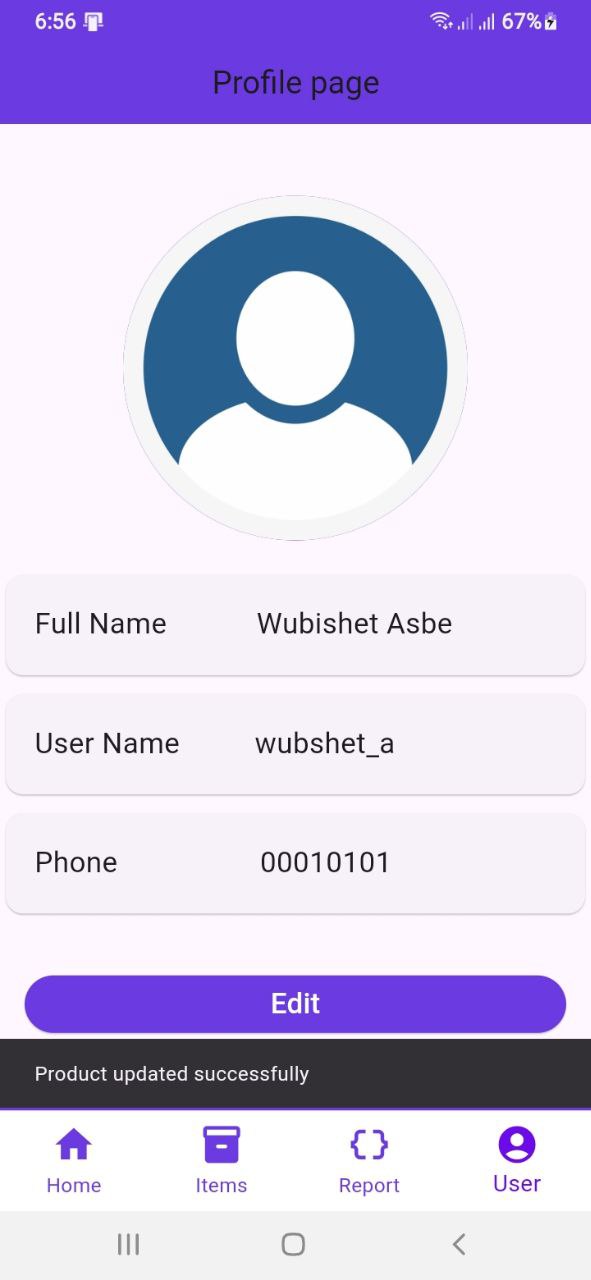 6:56 67%
Profile page
Full Name Wubishet Asbe
User Name wubshet_a
Phone 00010101
Edit
Product updated successfully
Home Items Report User